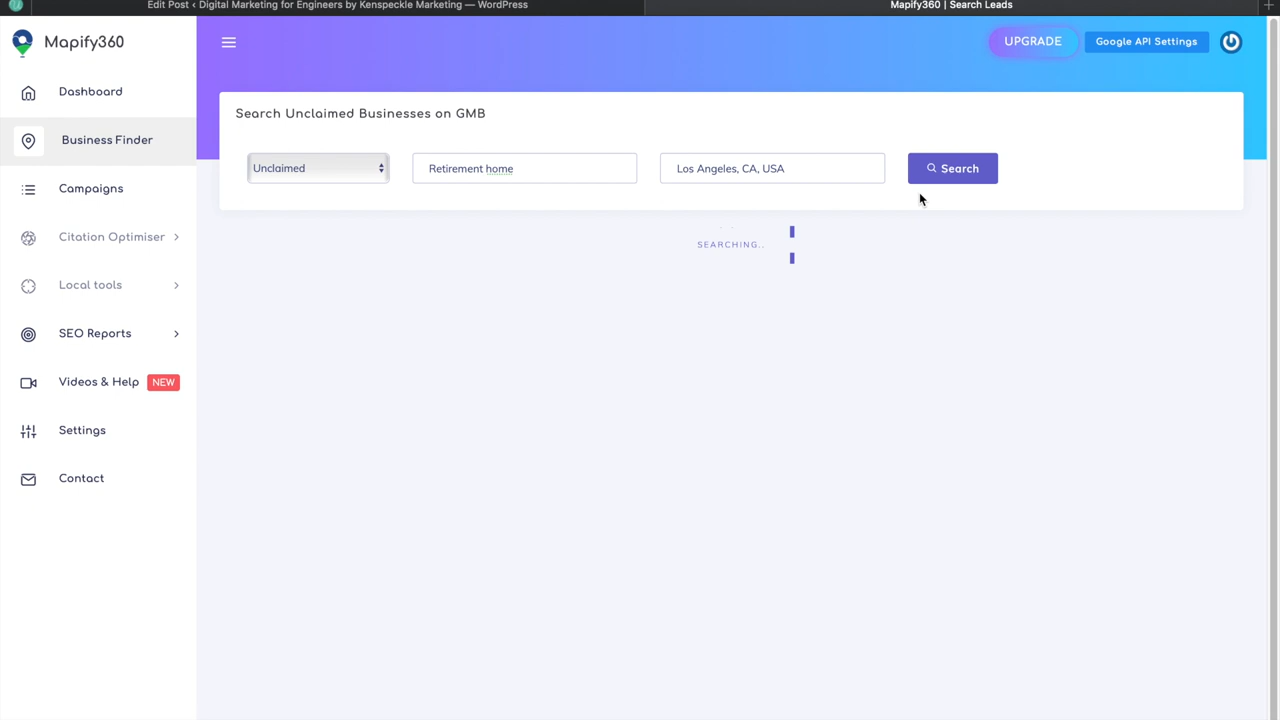 Edit Post ‹ Digital Marketing for Engineers by Kenspeckle Marketing — WordPress
Mapify360 | Search Leads
Mapify360
UPGRADE
Google API Settings
Dashboard
Business Finder
Campaigns
Citation Optimiser
Local tools
SEO Reports
Videos & Help NEW
Settings
Contact
Search Unclaimed Businesses on GMB
Unclaimed
Retirement home
Los Angeles, CA, USA
Search
SEARCHING..